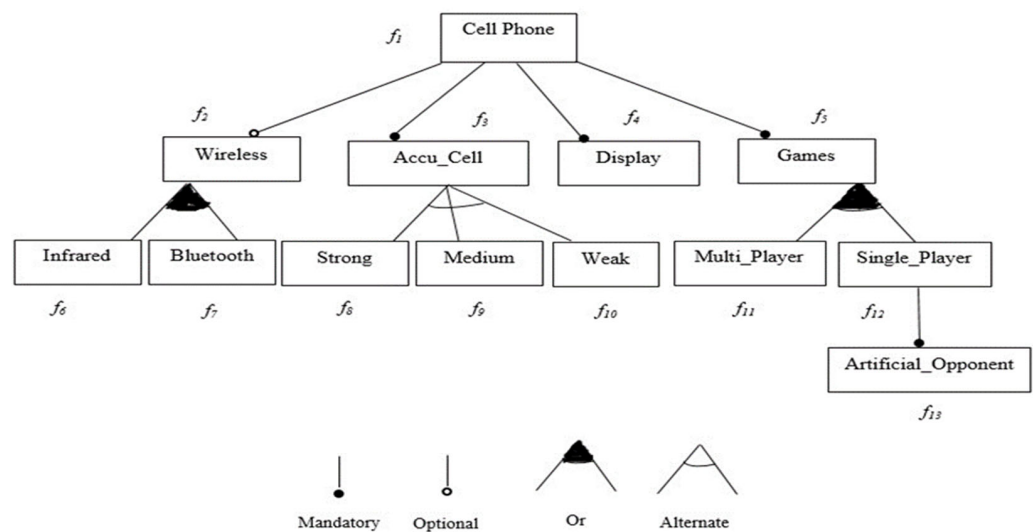 f1 Cell Phone
f2 f3 f4 f5
Wireless Accu_Cell Display Games
Infrared Bluetooth Strong Medium Weak Multi_Player Single_Player
f6 f7 f8 f9 f10 f11 f12
Artificial_Opponent
f13
Mandatory Optional Or Alternate